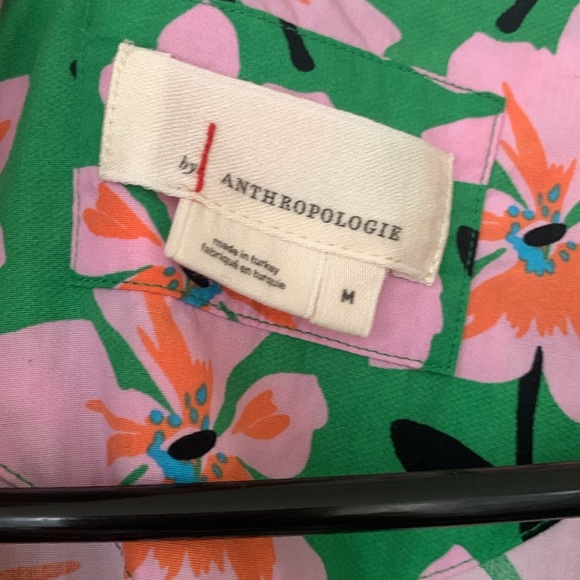 by ANTHROPOLOGIE
made in turkey
fabriqué en turquie
M